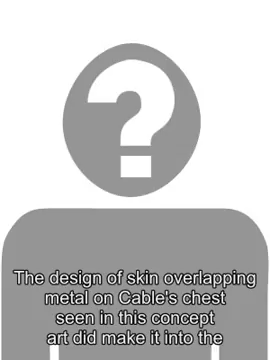 ?
The design of skin overlapping
metal on Cable's chest
seen in this concept
art did make it into the